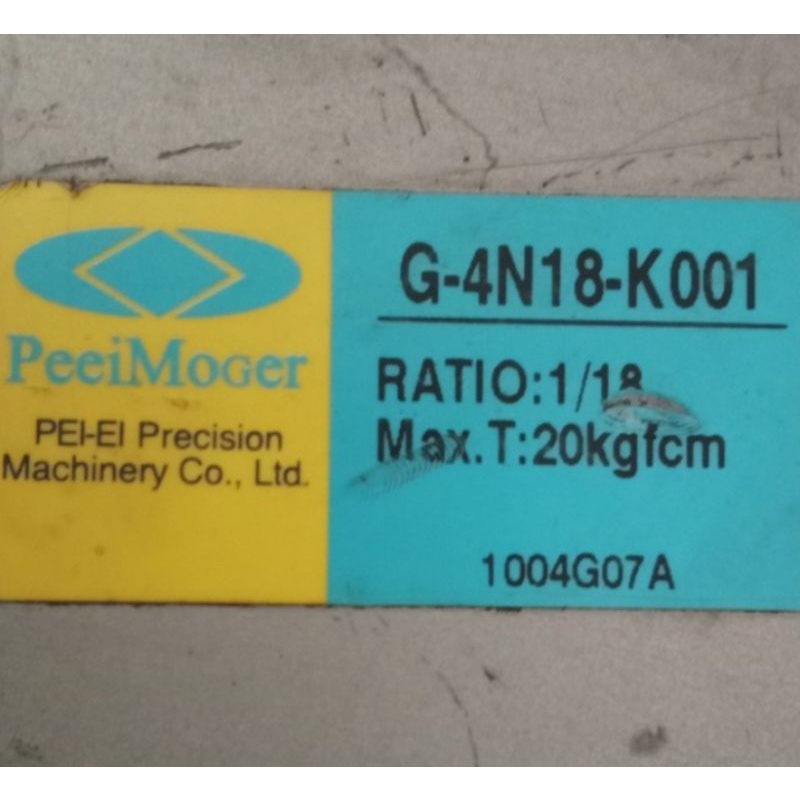 PeeiMoger
PEI-EI Precision
Machinery Co., Ltd.
G-4N18-K001
RATIO:1/18
Max.T:20kgfcm
1004G07A